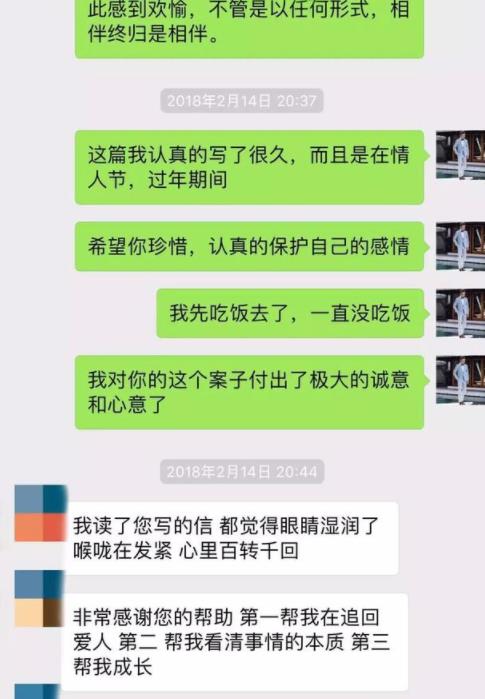 此感到欢愉，不管是以任何形式，相
伴终归是相伴。
2018年2月14日 20:37
这篇我认真的写了很久，而且是在情
人节，过年期间
希望你珍惜，认真的保护自己的感情
我先吃饭去了，一直没吃饭
我对你的这个案子付出了极大的诚意
和心意了
2018年2月14日 20:44
我读了您写的信 都觉得眼睛湿润了
喉咙在发紧 心里百转千回
非常感谢您的帮助 第一帮我在追回
爱人 第二 帮我看清事情的本质 第三
帮我成长